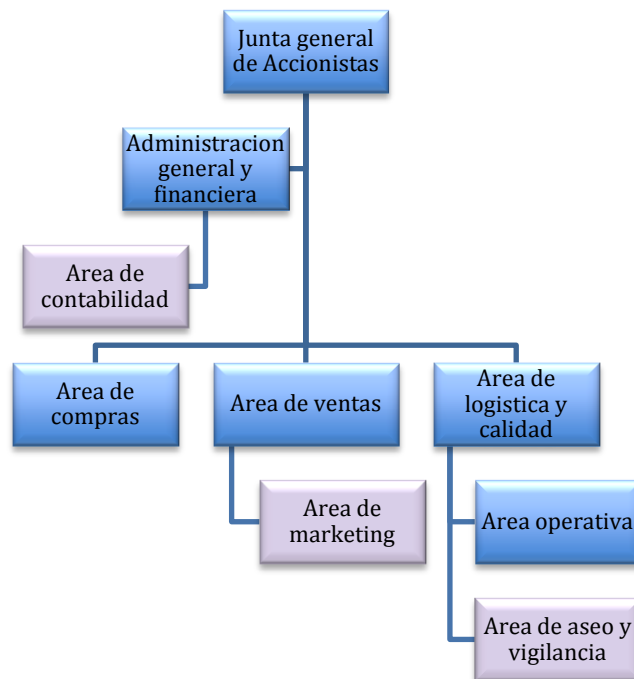 Junta general
de Accionistas
Administracion
general y
financiera
Area de
contabilidad
Area de
compras
Area de ventas
Area de
logistica y
calidad
Area de
marketing
Area operativa
Area de aseo y
vigilancia